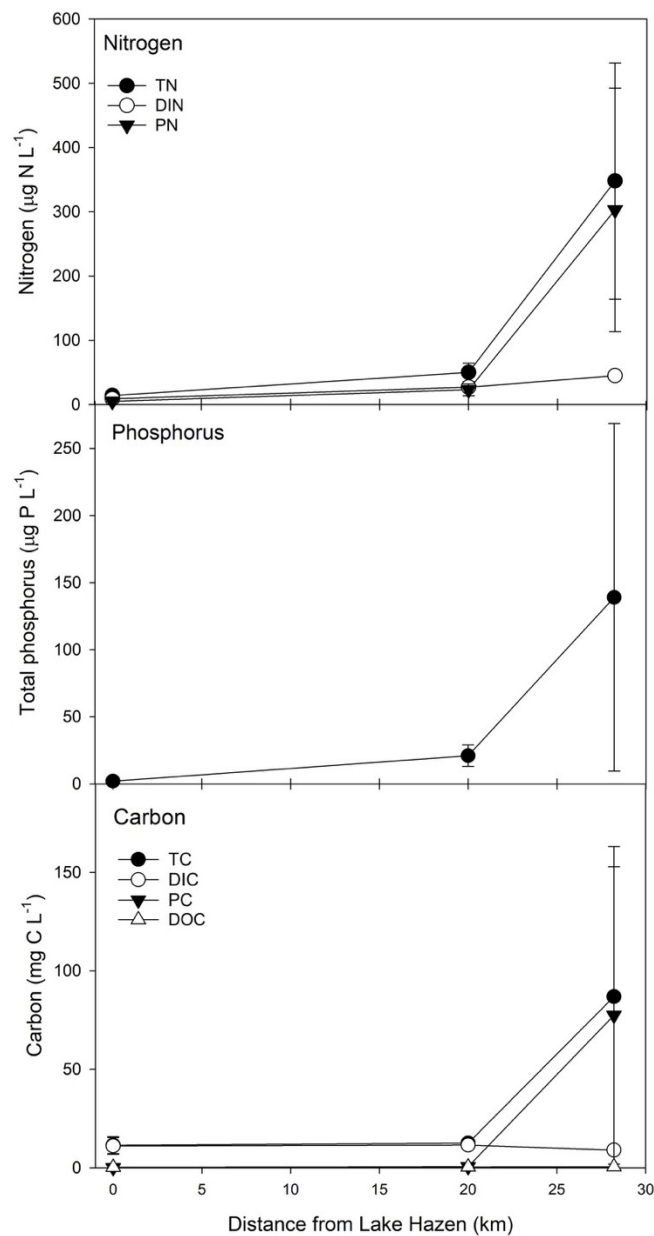 600
Nitrogen
TN
DIN
PN
500
400
300
200
100
0
Nitrogen (µg N L⁻¹)
Phosphorus
250
200
150
100
50
0
Total phosphorus (µg P L⁻¹)
Carbon
TC
DIC
PC
DOC
150
100
50
0
Carbon (mg C L⁻¹)
0 5 10 15 20 25 30
Distance from Lake Hazen (km)